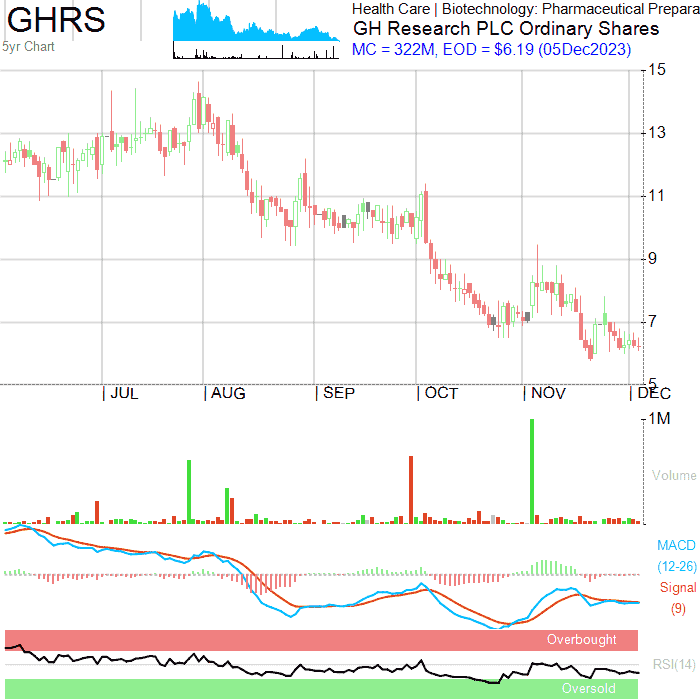 GHRS
5yr Chart
Health Care | Biotechnology: Pharmaceutical Prepara
GH Research PLC Ordinary Shares
MC = 322M, EOD = $6.19 (05Dec2023)
15
13
11
9
7
5
| JUL | AUG | SEP | OCT | NOV | DEC
1M
Volume
MACD
(12-26)
Signal
(9)
Overbought
RSI(14)
Oversold